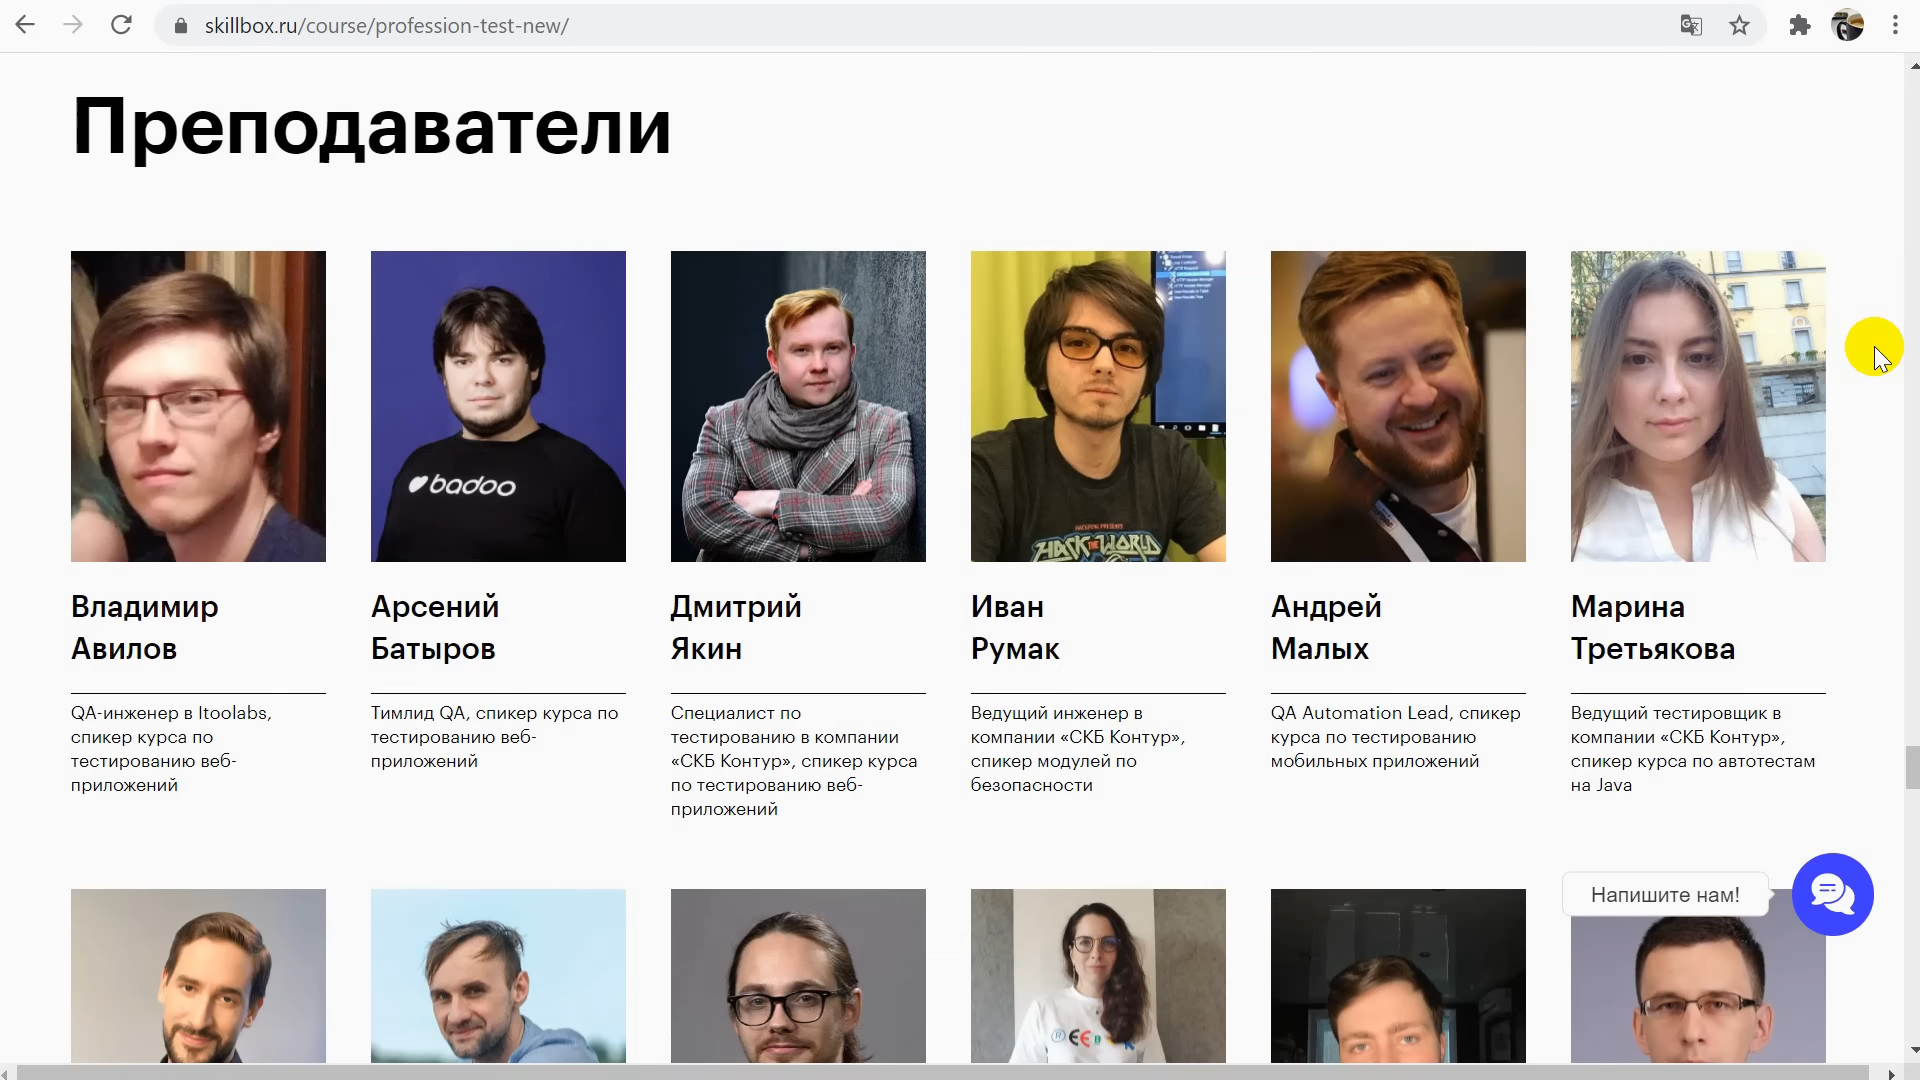 skillbox.ru/course/profession-test-new/
Преподаватели
badoo
HACK THE WORLD
Владимир
Авилов
Арсений
Батыров
Дмитрий
Якин
Иван
Румак
Андрей
Малых
Марина
Третьякова
QA-инженер в Itoolabs,
спикер курса по
тестированию веб-
приложений
Тимлид QA, спикер курса по
тестированию веб-
приложений
Специалист по
тестированию в компании
«СКБ Контур», спикер курса
по тестированию веб-
приложений
Ведущий инженер в
компании «СКБ Контур»,
спикер модулей по
безопасности
QA Automation Lead, спикер
курса по тестированию
мобильных приложений
Ведущий тестировщик в
компании «СКБ Контур»,
спикер курса по автотестам
на Java
Напишите нам!